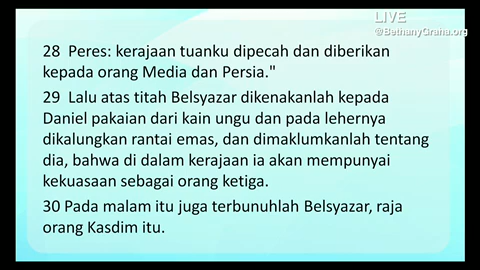 LIVE
@BethanyGraha.org
28 Peres: kerajaan tuanku dipecah dan diberikan
kepada orang Media dan Persia."
29 Lalu atas titah Belsyazar dikenakanlah kepada
Daniel pakaian dari kain ungu dan pada lehernya
dikalungkan rantai emas, dan dimaklumkanlah tentang
dia, bahwa di dalam kerajaan ia akan mempunyai
kekuasaan sebagai orang ketiga.
30 Pada malam itu juga terbunuhlah Belsyazar, raja
orang Kasdim itu.